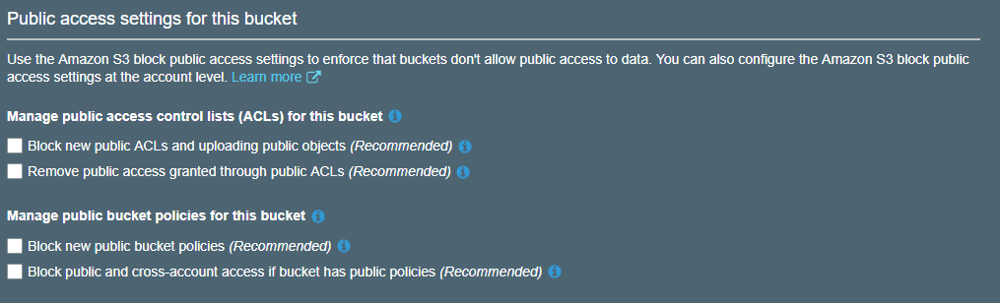 Public access settings for this bucket
Use the Amazon S3 block public access settings to enforce that buckets don't allow public access to data. You can also configure the Amazon S3 block public
access settings at the account level. Learn more
Manage public access control lists (ACLs) for this bucket
Block new public ACLs and uploading public objects (Recommended)
Remove public access granted through public ACLs (Recommended)
Manage public bucket policies for this bucket
Block new public bucket policies (Recommended)
Block public and cross-account access if bucket has public policies (Recommended)